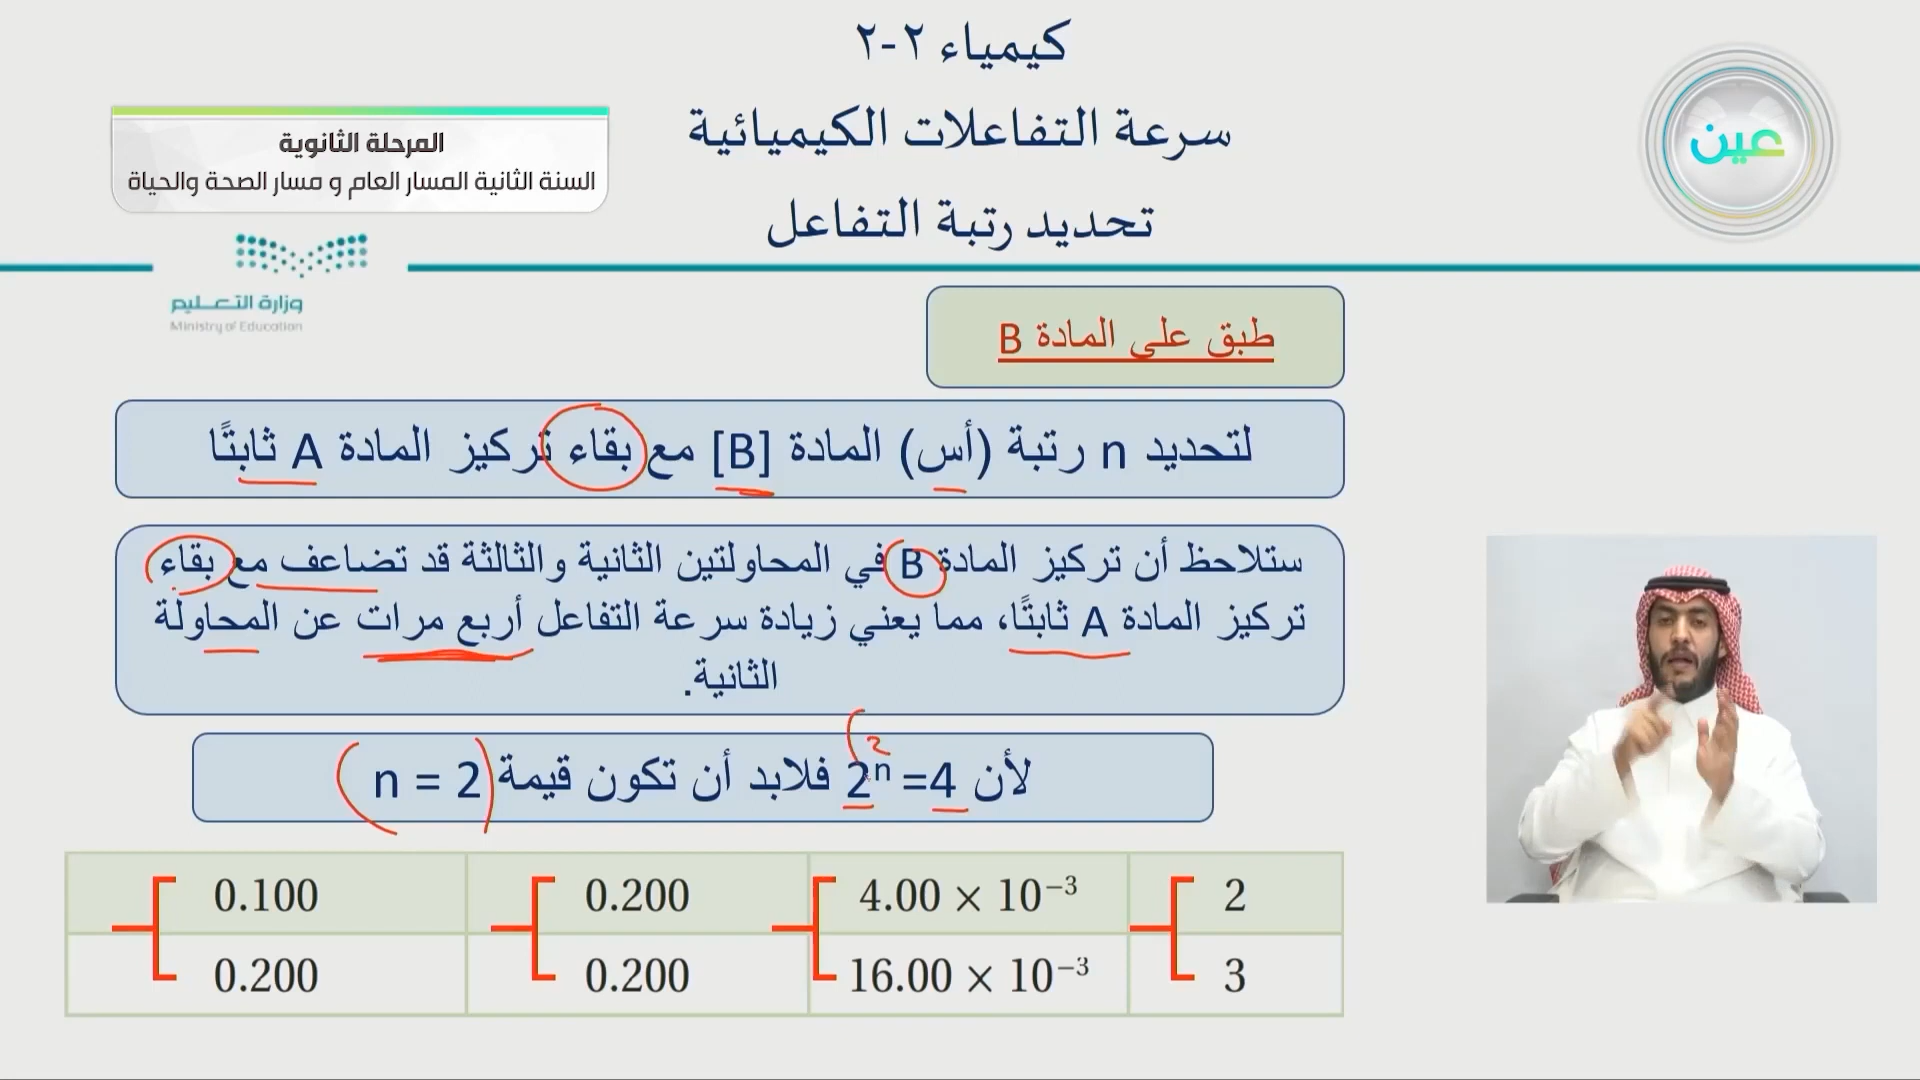 كيمياء ٢-٢
سرعة التفاعلات الكيميائية
تحديد رتبة التفاعل
عين
المرحلة الثانوية
السنة الثانية المسار العام و مسار الصحة والحياة
وزارة التعليم
Ministry of Education
طبق على المادة B
لتحديد n رتبة (أس) المادة [B] مع بقاء تركيز المادة A ثابتًا
ستلاحظ أن تركيز المادة B في المحاولتين الثانية والثالثة قد تضاعف مع بقاء
تركيز المادة A ثابتًا، مما يعني زيادة سرعة التفاعل أربع مرات عن المحاولة
الثانية.
2
لأن 4= 2ⁿ فلابد أن تكون قيمة n = 2
0.100 0.200 4.00 × 10⁻³ 2
0.200 0.200 16.00 × 10⁻³ 3